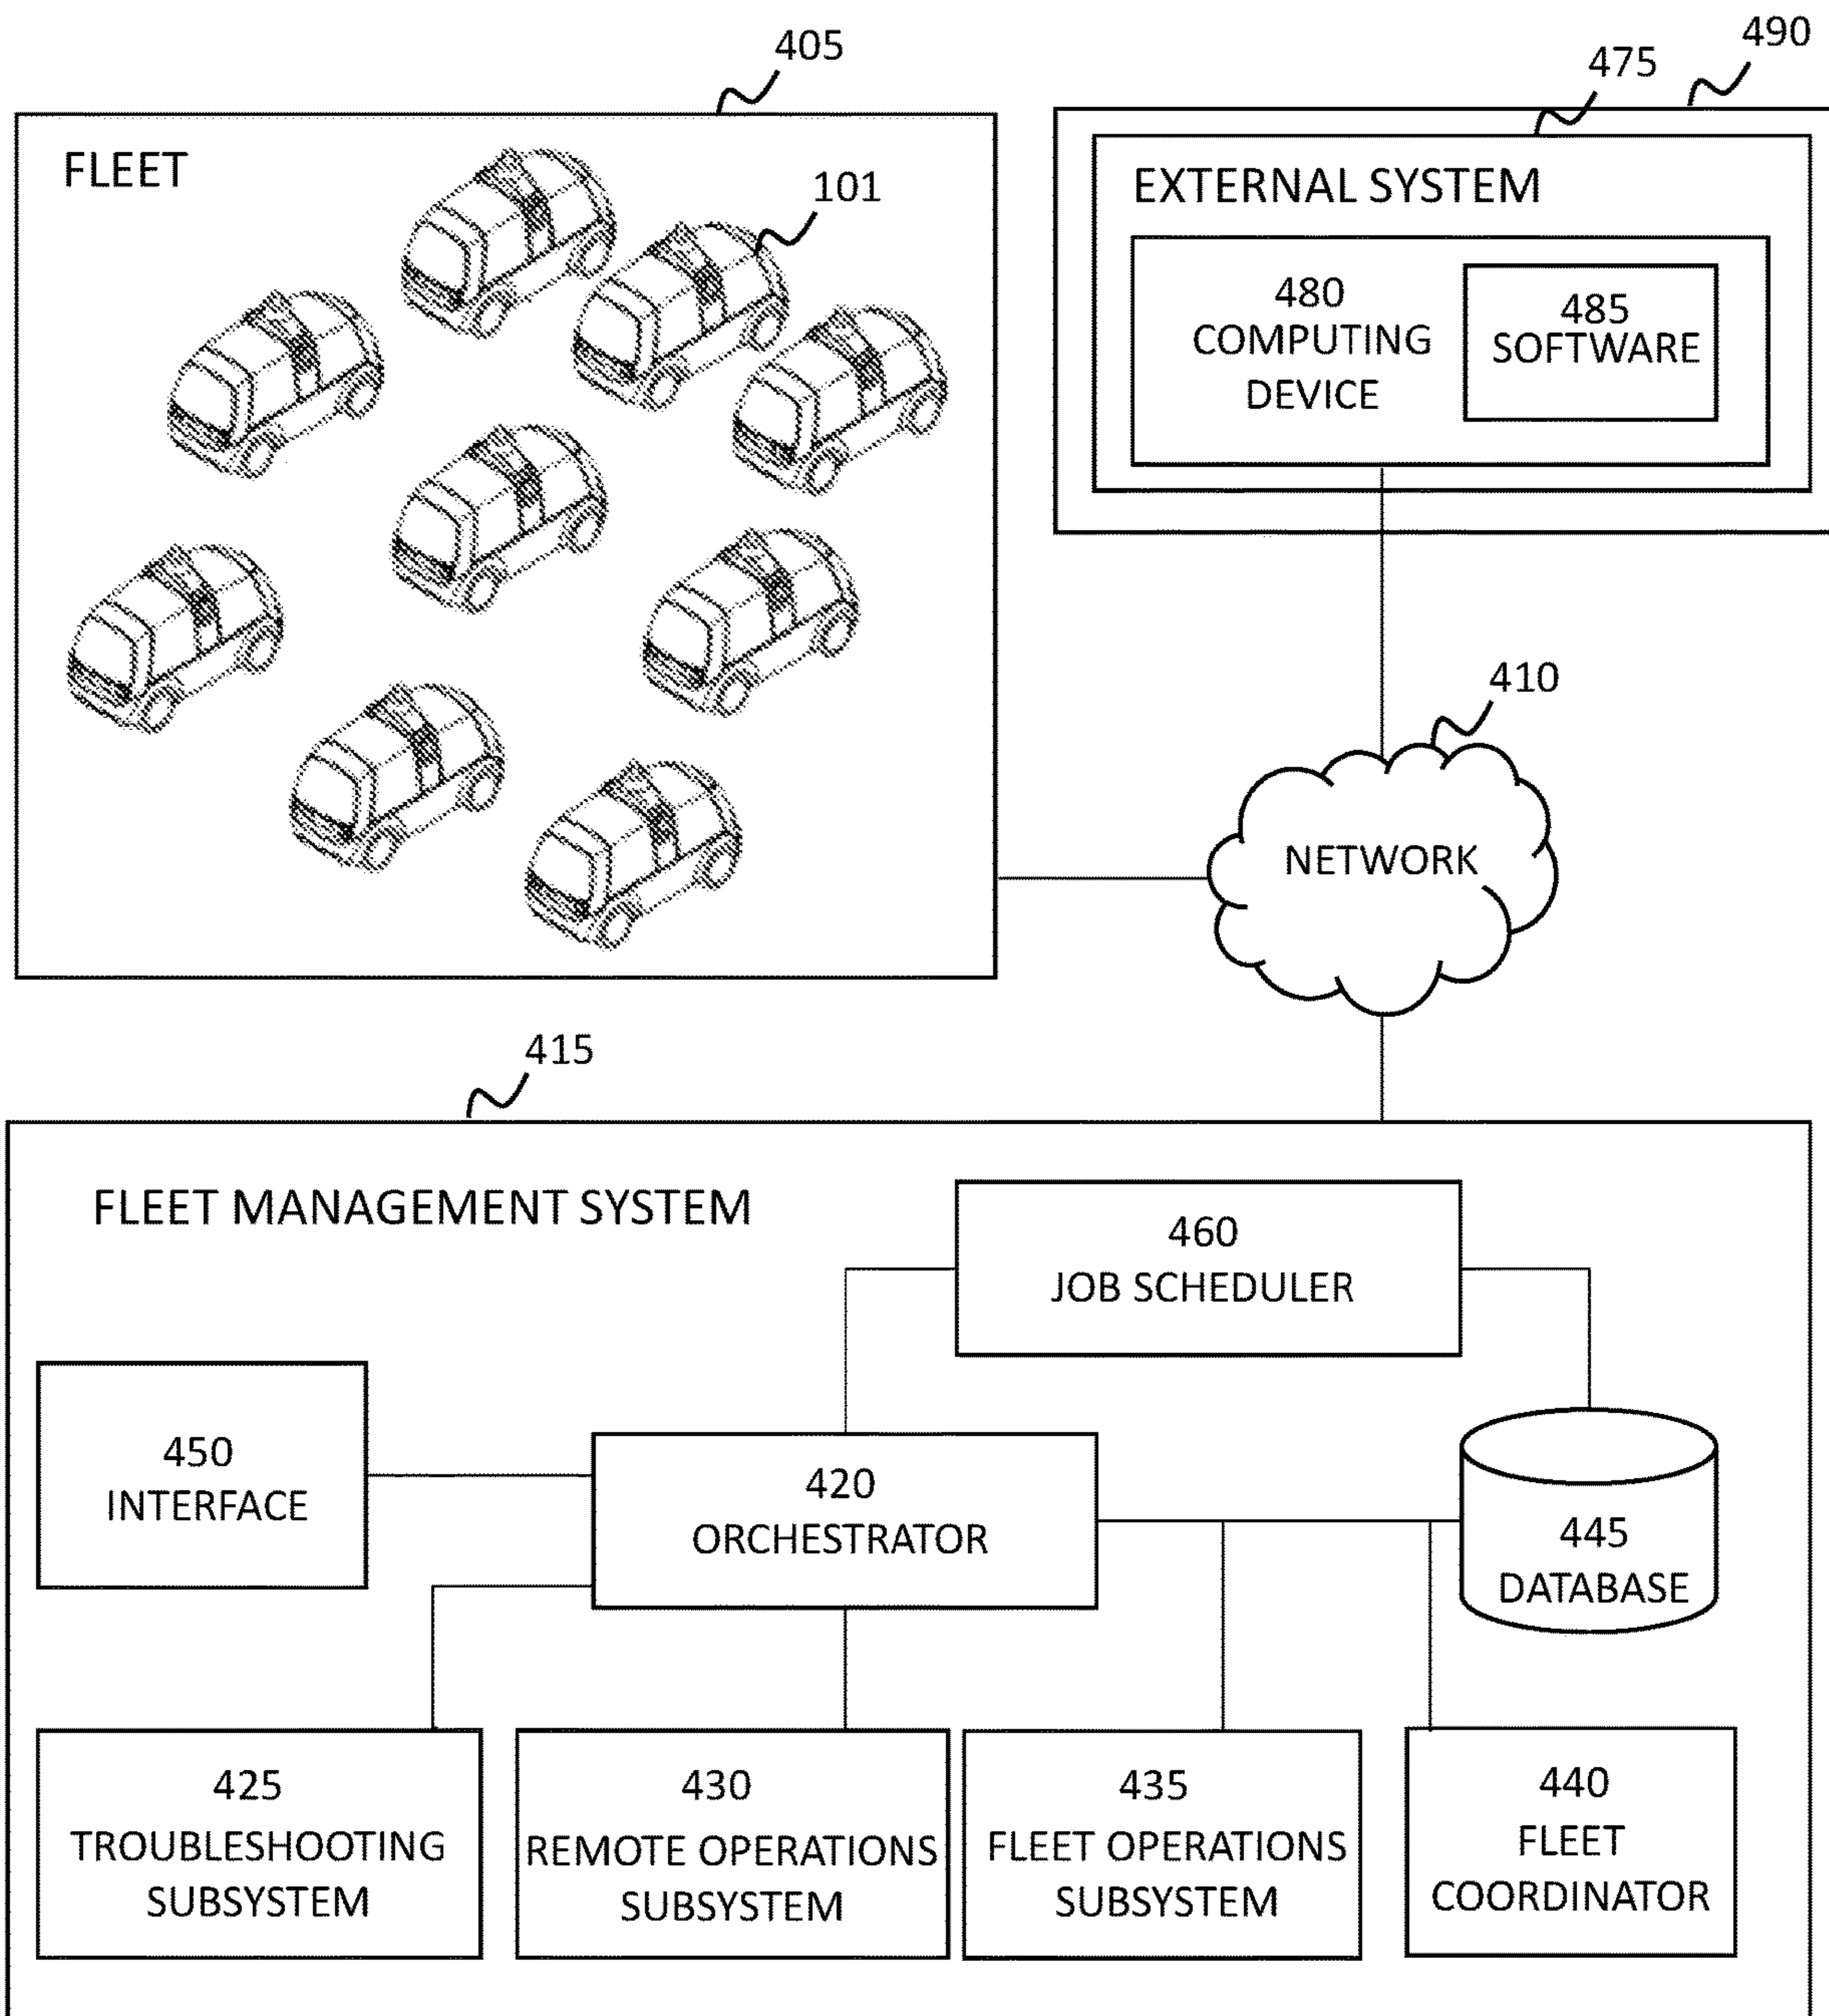 405
490
475
FLEET
101
EXTERNAL SYSTEM
480
COMPUTING
DEVICE
485
SOFTWARE
410
NETWORK
415
FLEET MANAGEMENT SYSTEM
460
JOB SCHEDULER
450
INTERFACE
420
ORCHESTRATOR
445
DATABASE
425
TROUBLESHOOTING
SUBSYSTEM
430
REMOTE OPERATIONS
SUBSYSTEM
435
FLEET OPERATIONS
SUBSYSTEM
440
FLEET
COORDINATOR